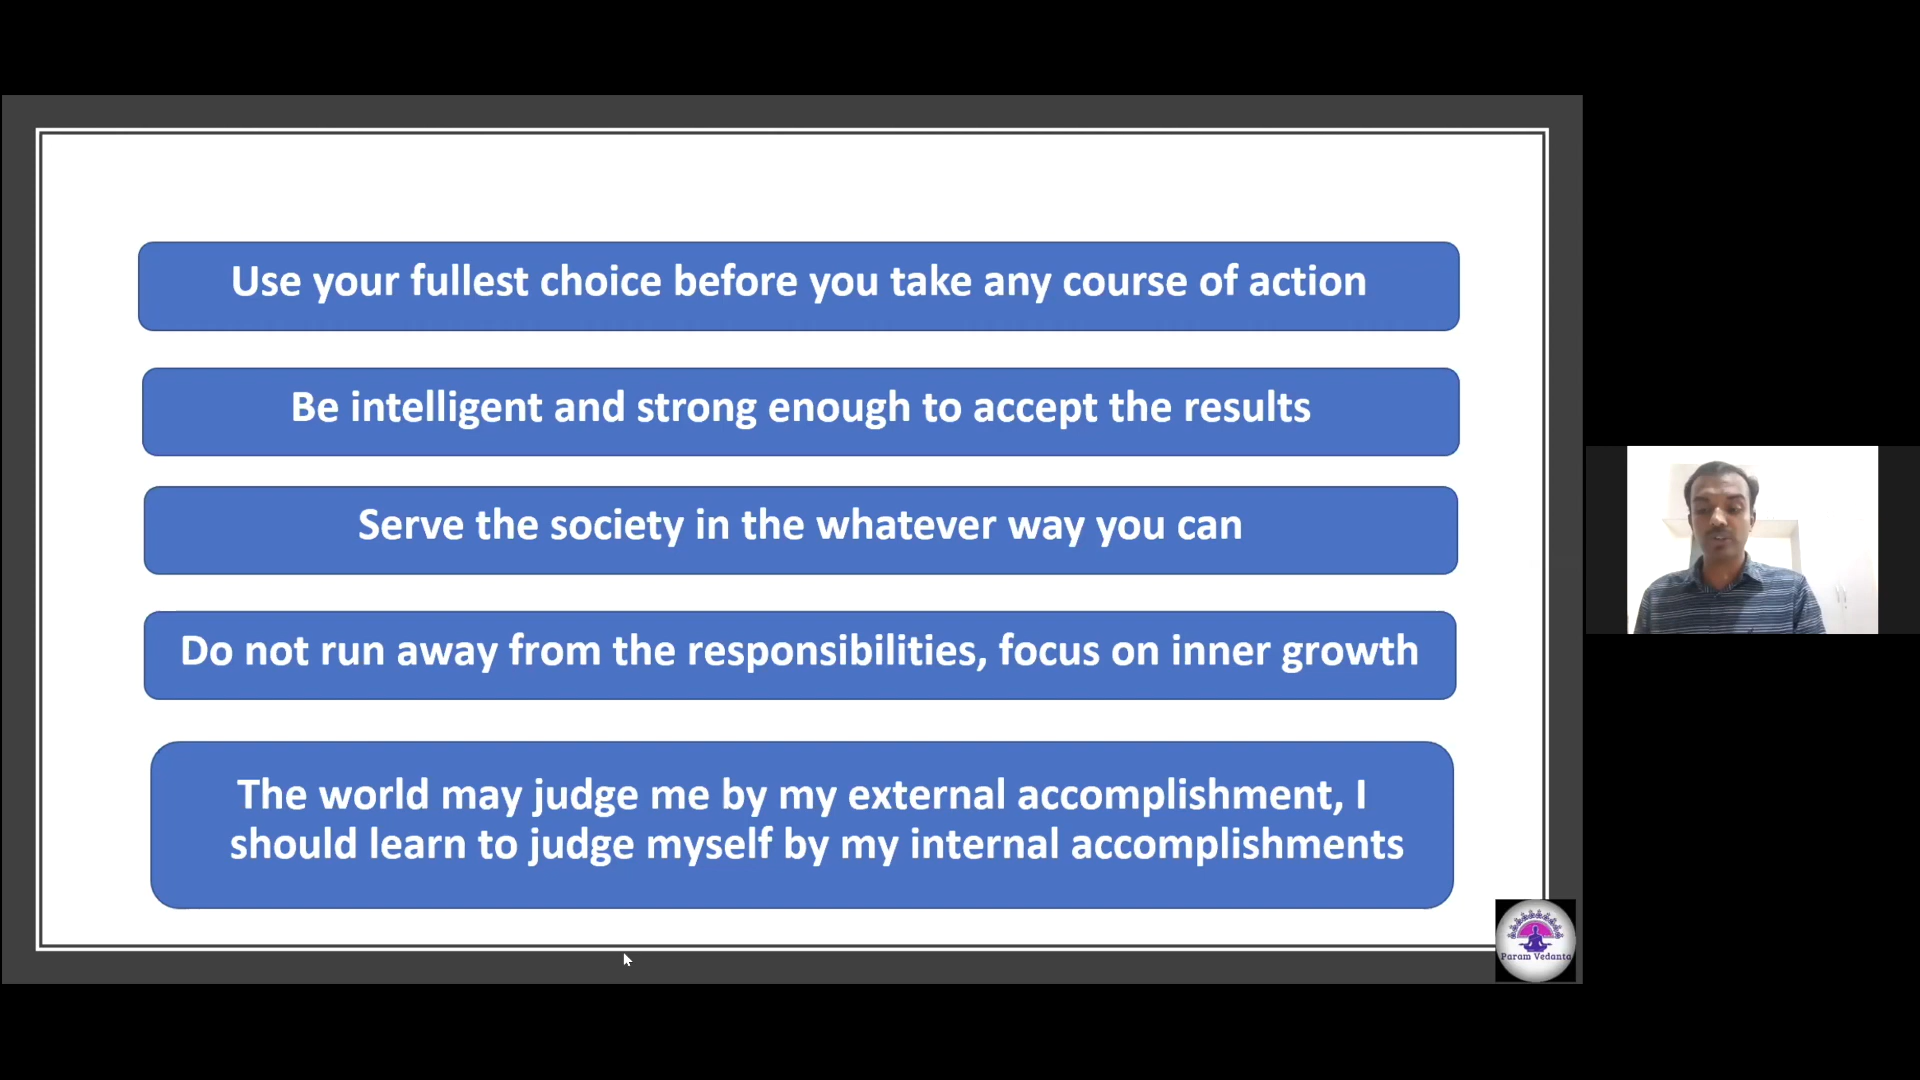 Use your fullest choice before you take any course of action
Be intelligent and strong enough to accept the results
Serve the society in the whatever way you can
Do not run away from the responsibilities, focus on inner growth
The world may judge me by my external accomplishment, I
should learn to judge myself by my internal accomplishments
Param Vedanta